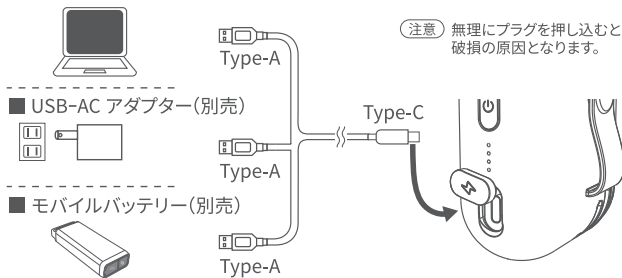 Type-A
注意 無理にプラグを押し込むと
破損の原因となります。
■ USB-AC アダプター(別売)
Type-C
Type-A
■ モバイルバッテリー(別売)
Type-A